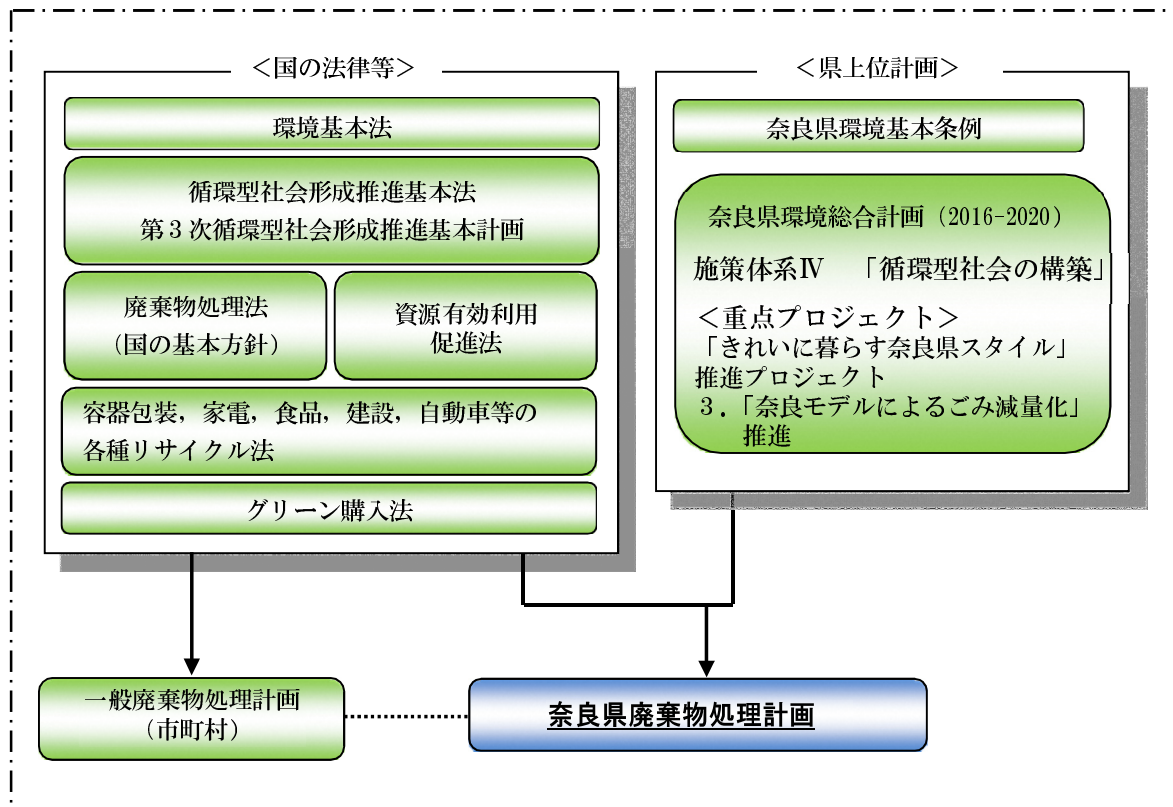 ＜国の法律等＞
環境基本法
循環型社会形成推進基本法
第３次循環型社会形成推進基本計画
廃棄物処理法
（国の基本方針）
資源有効利用
促進法
容器包装，家電，食品，建設，自動車等の
各種リサイクル法
グリーン購入法
＜県上位計画＞
奈良県環境基本条例
奈良県環境総合計画（2016-2020）
施策体系Ⅳ　「循環型社会の構築」
＜重点プロジェクト＞
「きれいに暮らす奈良県スタイル」
推進プロジェクト
３．「奈良モデルによるごみ減量化」
推進
一般廃棄物処理計画
（市町村）
奈良県廃棄物処理計画